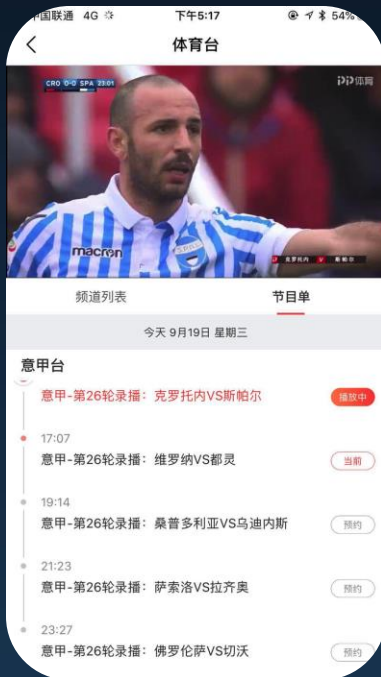 中国联通 4G 下午5:17 54%
体育台
CRO 0-0 SPA 23:01
PP体育
macron
克罗托内 斯帕尔
频道列表 节目单
今天 9月19日 星期三
意甲台
意甲-第26轮录播：克罗托内VS斯帕尔 播放中
17:07
意甲-第26轮录播：维罗纳VS都灵 当前
19:14
意甲-第26轮录播：桑普多利亚VS乌迪内斯 预约
21:23
意甲-第26轮录播：萨索洛VS拉齐奥 预约
23:27
意甲-第26轮录播：佛罗伦萨VS切沃 预约